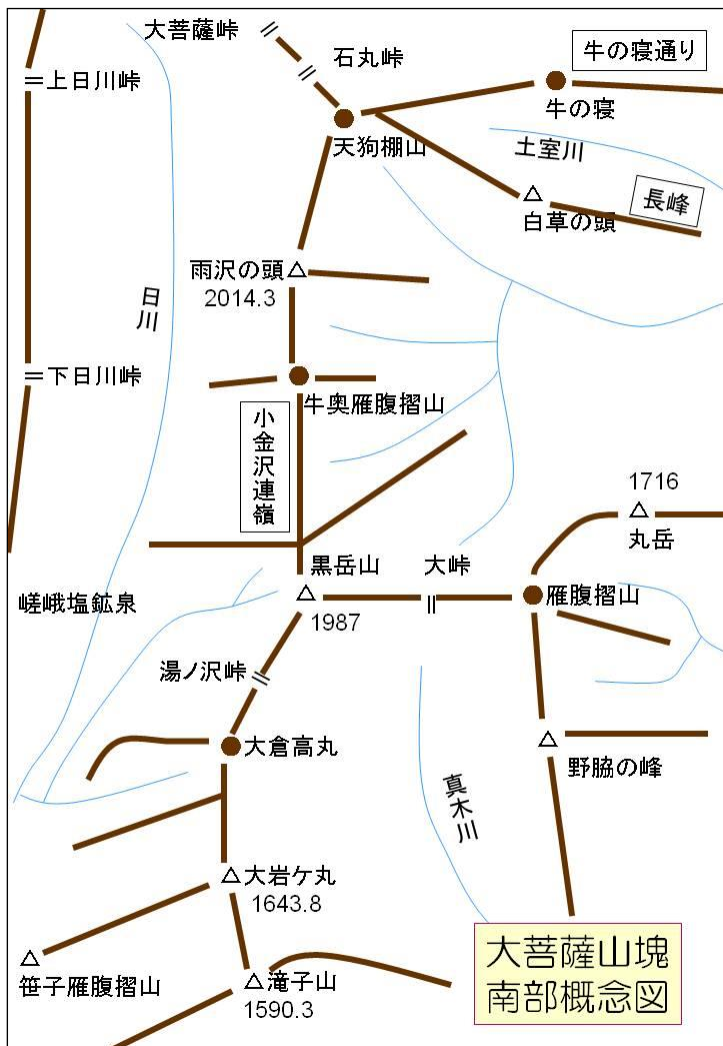 大菩薩峠
石丸峠
牛の寝通り
上日川峠
牛の寝
天狗棚山
土室川
長峰
白草の頭
雨沢の頭
2014.3
日川
下日川峠
牛奥雁腹摺山
小金沢連嶺
1716
丸岳
黒岳山
大峠
嵯峨塩鉱泉
雁腹摺山
1987
湯ノ沢峠
大倉高丸
野脇の峰
真木川
大岩ケ丸
1643.8
笹子雁腹摺山
滝子山
1590.3
大菩薩山塊
南部概念図